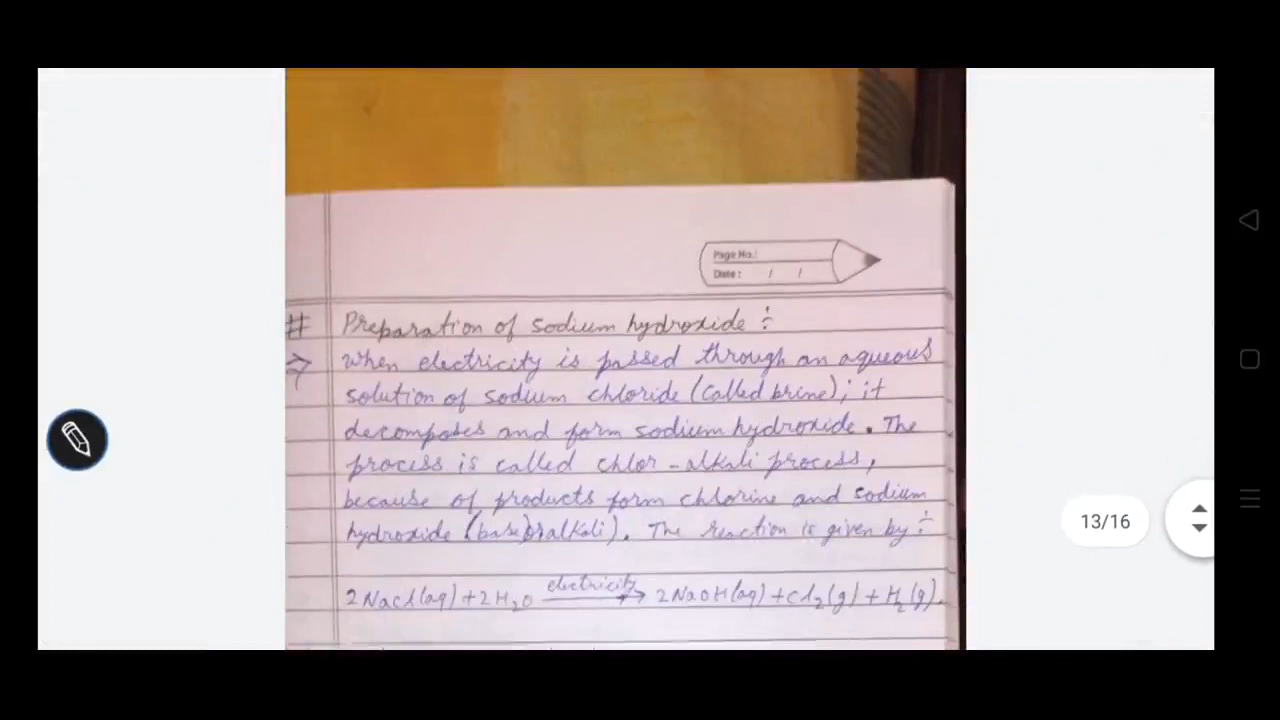 Page No.:
Date : / /
# Preparation of sodium hydroxide :
⇒ When electricity is passed through an aqueous
solution of sodium chloride (called brine); it
decomposes and form sodium hydroxide. The
process is called chlor-alkali process,
because of products form chlorine and sodium
hydroxide (base) or alkali). The reaction is given by :
electricity
2NaCl(aq) + 2H₂O → 2NaOH(aq) + Cl₂(g) + H₂(g).
13/16